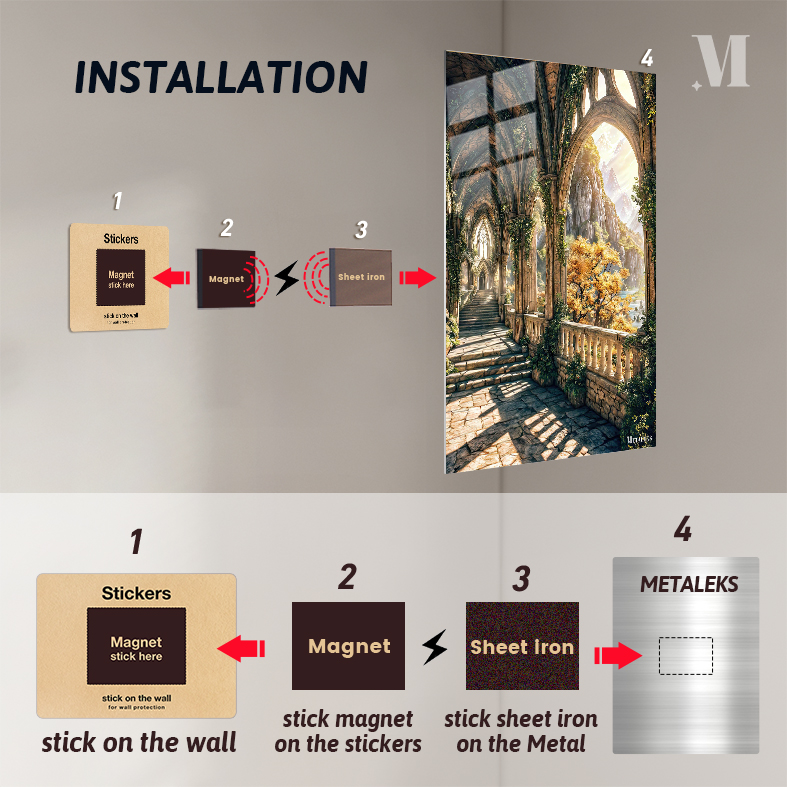 INSTALLATION
M
4
1
2
3
Stickers
Magnet
stick here
stick on the wall
for wall protection
Magnet
Sheet iron
1
2
3
4
Stickers
Magnet
stick here
stick on the wall
for wall protection
Magnet
Sheet iron
METALEKS
stick on the wall
stick magnet
on the stickers
stick sheet iron
on the Metal